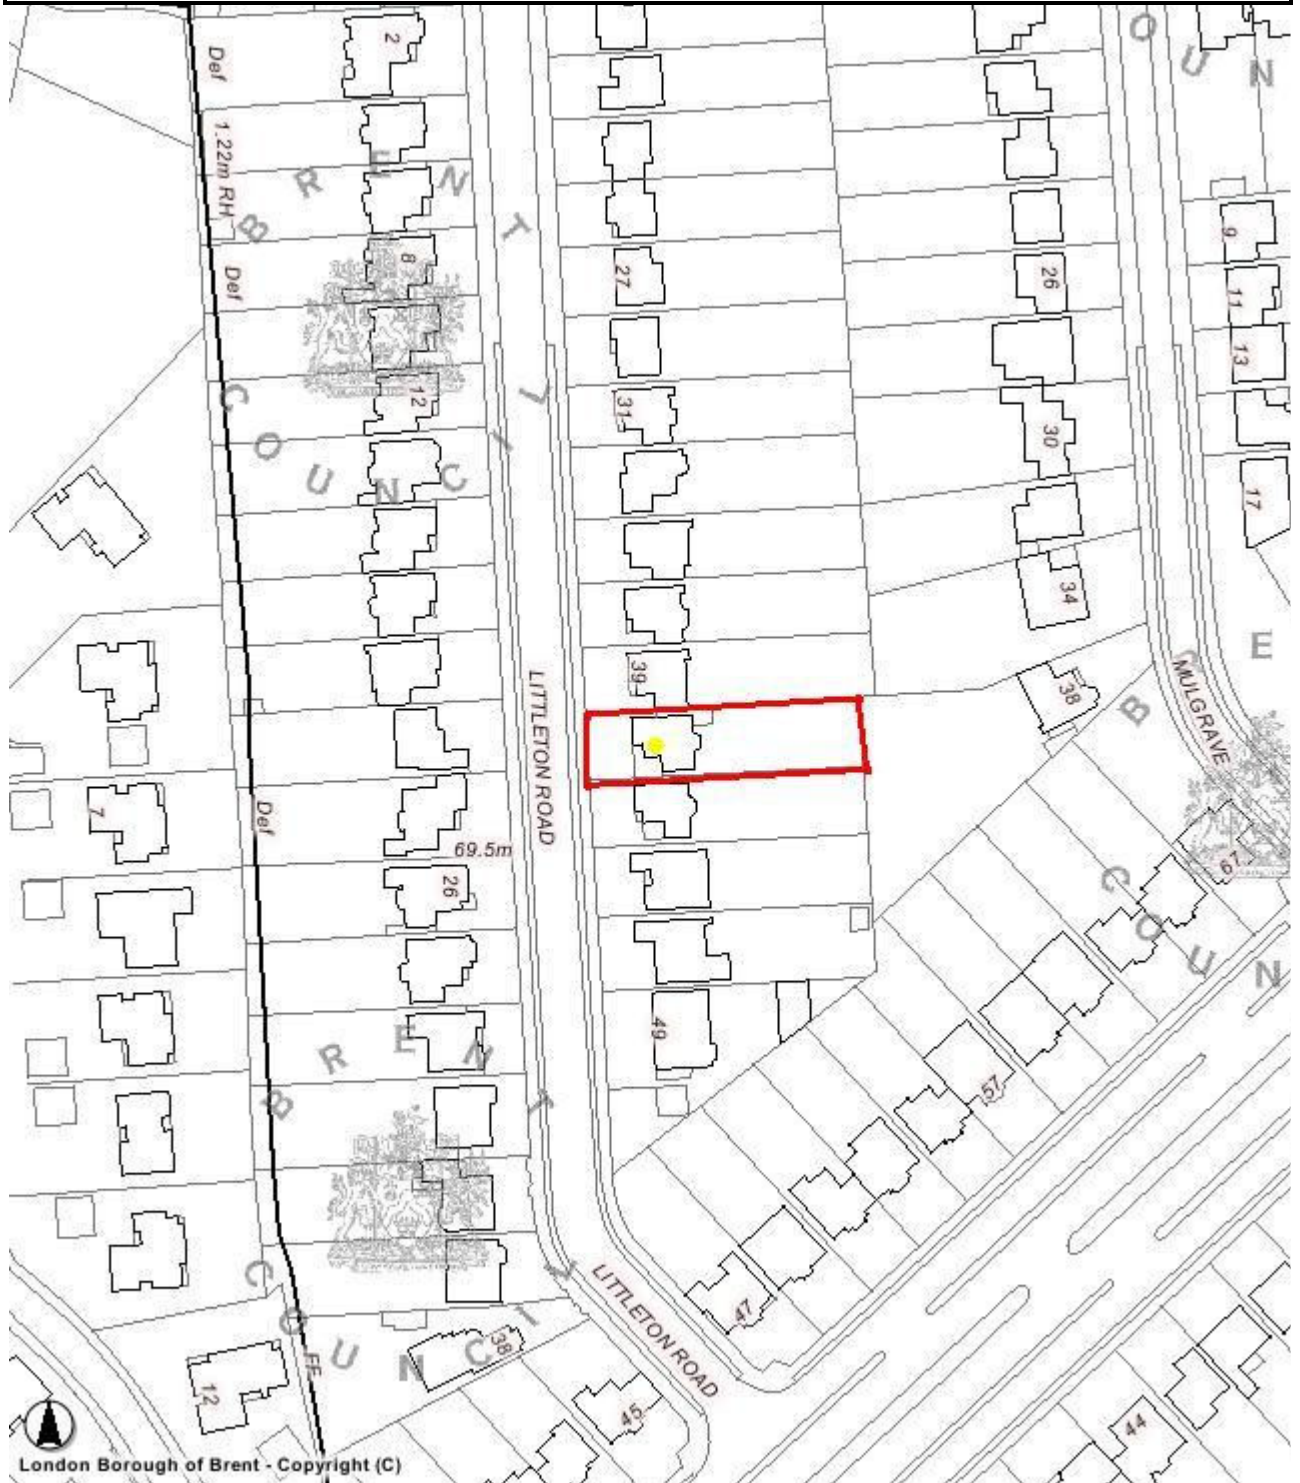 2
Def
1.22m RH
BRENT COUNCIL
O U N
9
8
Def
27
26
11
13
12
31
30
17
34
E
39
38
LITTLETON ROAD
MULGRAVE
B
7
Def
69.5m
26
67
C O U N
49
BRENT COUNCIL
57
47
LITTLETON ROAD
38
FF
12
45
44
London Borough of Brent - Copyright (C)